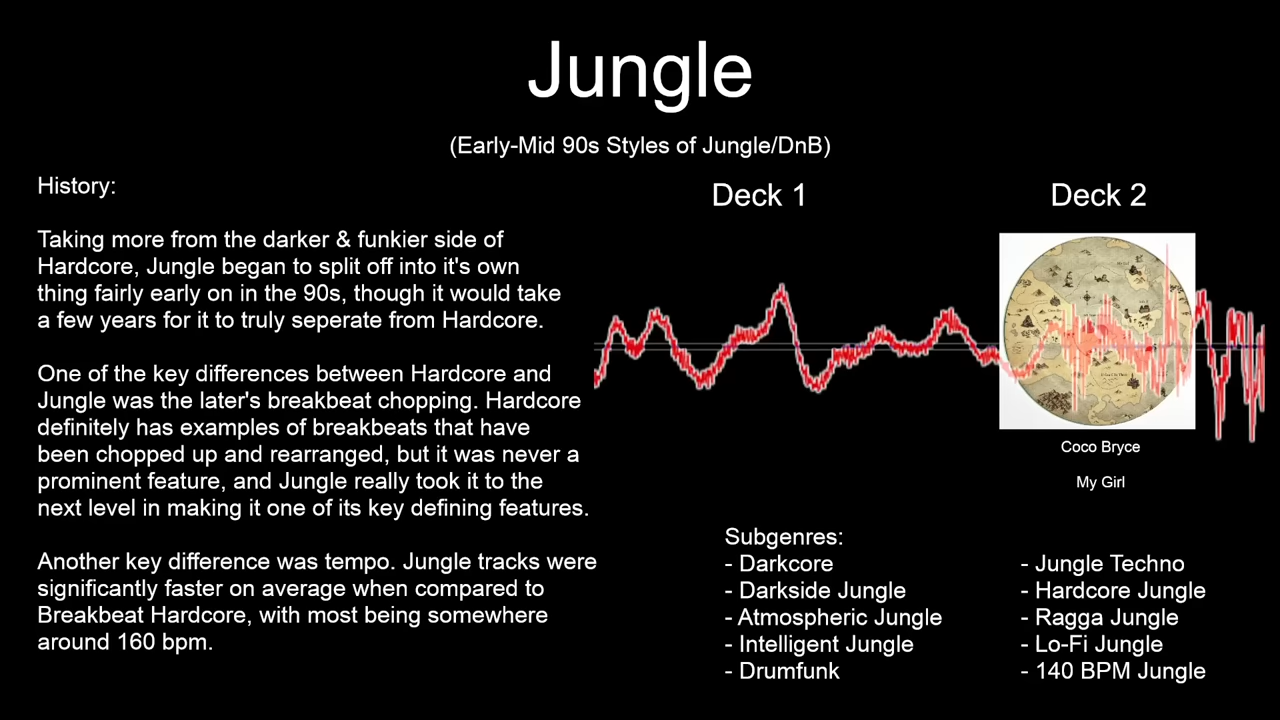 Jungle
(Early-Mid 90s Styles of Jungle/DnB)
History:
Taking more from the darker & funkier side of
Hardcore, Jungle began to split off into it's own
thing fairly early on in the 90s, though it would take
a few years for it to truly seperate from Hardcore.
One of the key differences between Hardcore and
Jungle was the later's breakbeat chopping. Hardcore
definitely has examples of breakbeats that have
been chopped up and rearranged, but it was never a
prominent feature, and Jungle really took it to the
next level in making it one of its key defining features.
Another key difference was tempo. Jungle tracks were
significantly faster on average when compared to
Breakbeat Hardcore, with most being somewhere
around 160 bpm.
Deck 1
Deck 2
Coco Bryce
My Girl
Subgenres:
- Darkcore
- Darkside Jungle
- Atmospheric Jungle
- Intelligent Jungle
- Drumfunk
- Jungle Techno
- Hardcore Jungle
- Ragga Jungle
- Lo-Fi Jungle
- 140 BPM Jungle